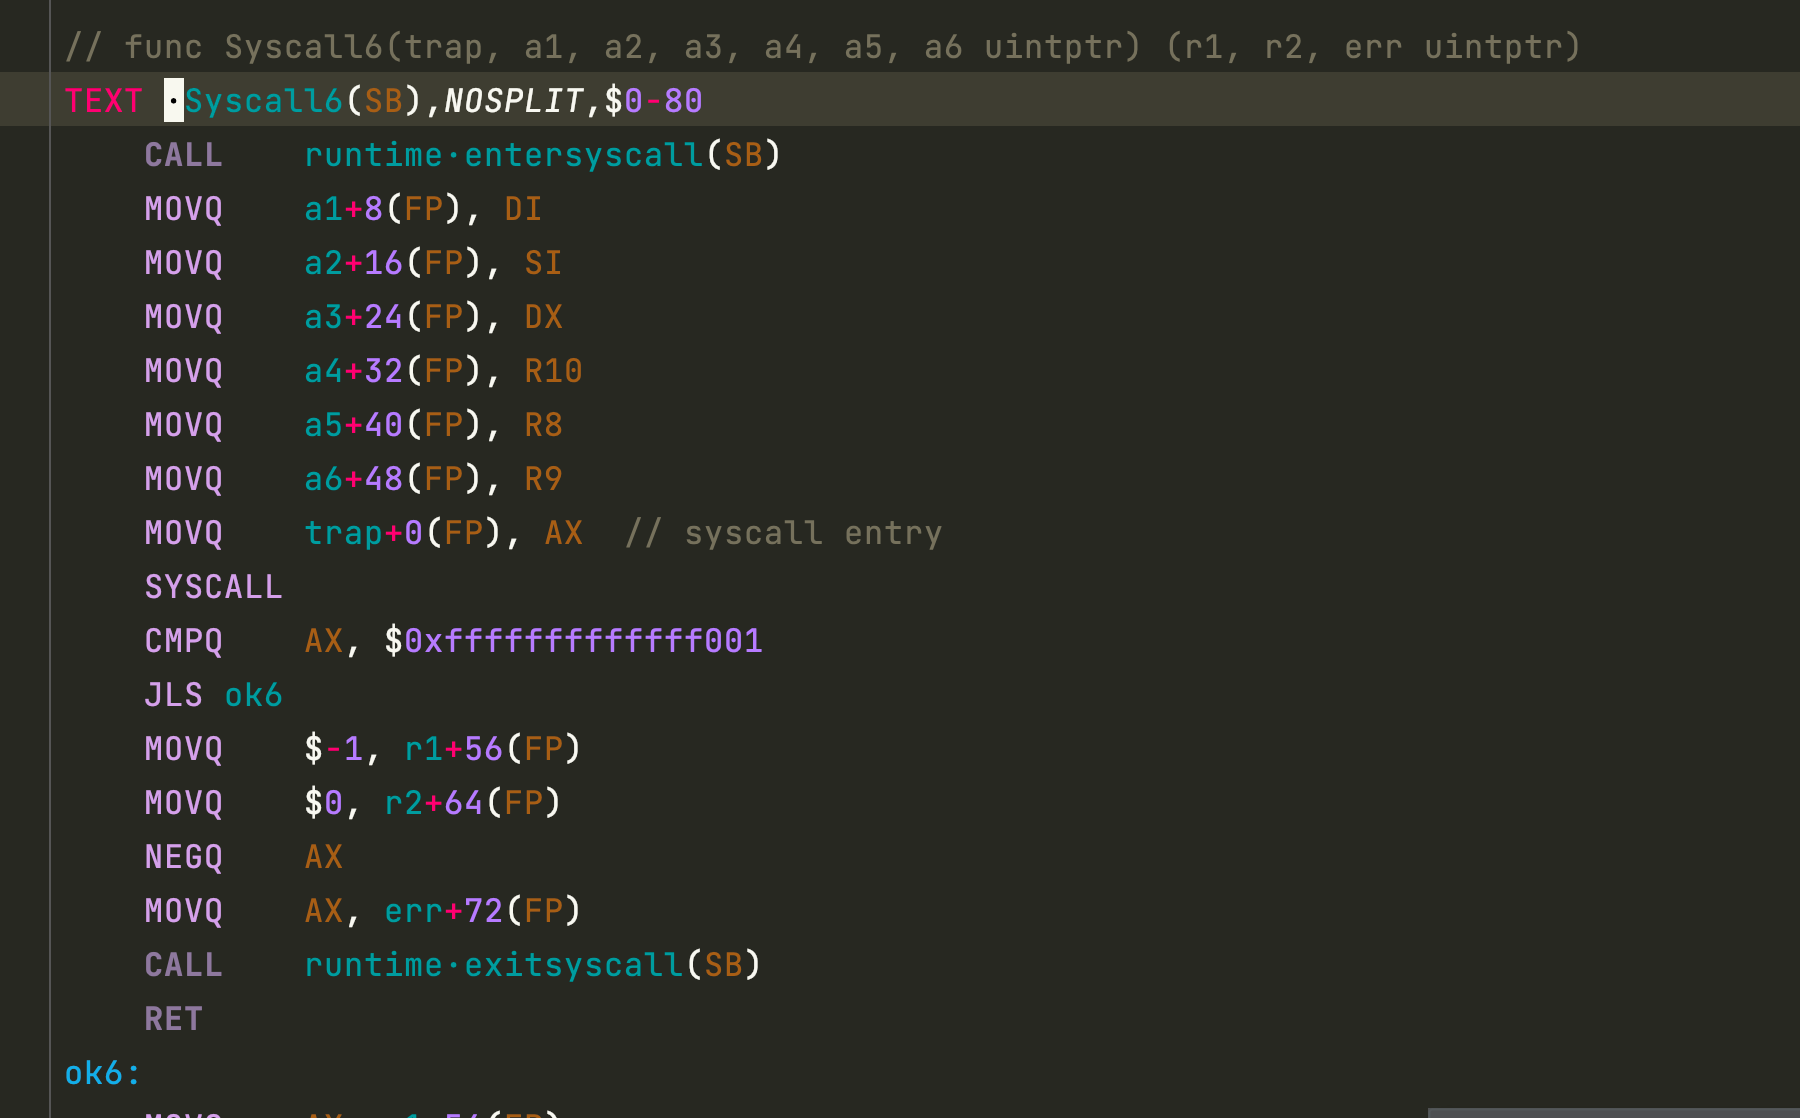 // func Syscall6(trap, a1, a2, a3, a4, a5, a6 uintptr) (r1, r2, err uintptr)
TEXT ·Syscall6(SB),NOSPLIT,$0-80
CALL runtime·entersyscall(SB)
MOVQ a1+8(FP), DI
MOVQ a2+16(FP), SI
MOVQ a3+24(FP), DX
MOVQ a4+32(FP), R10
MOVQ a5+40(FP), R8
MOVQ a6+48(FP), R9
MOVQ trap+0(FP), AX // syscall entry
SYSCALL
CMPQ AX, $0xfffffffffffff001
JLS ok6
MOVQ $-1, r1+56(FP)
MOVQ $0, r2+64(FP)
NEGQ AX
MOVQ AX, err+72(FP)
CALL runtime·exitsyscall(SB)
RET
ok6: